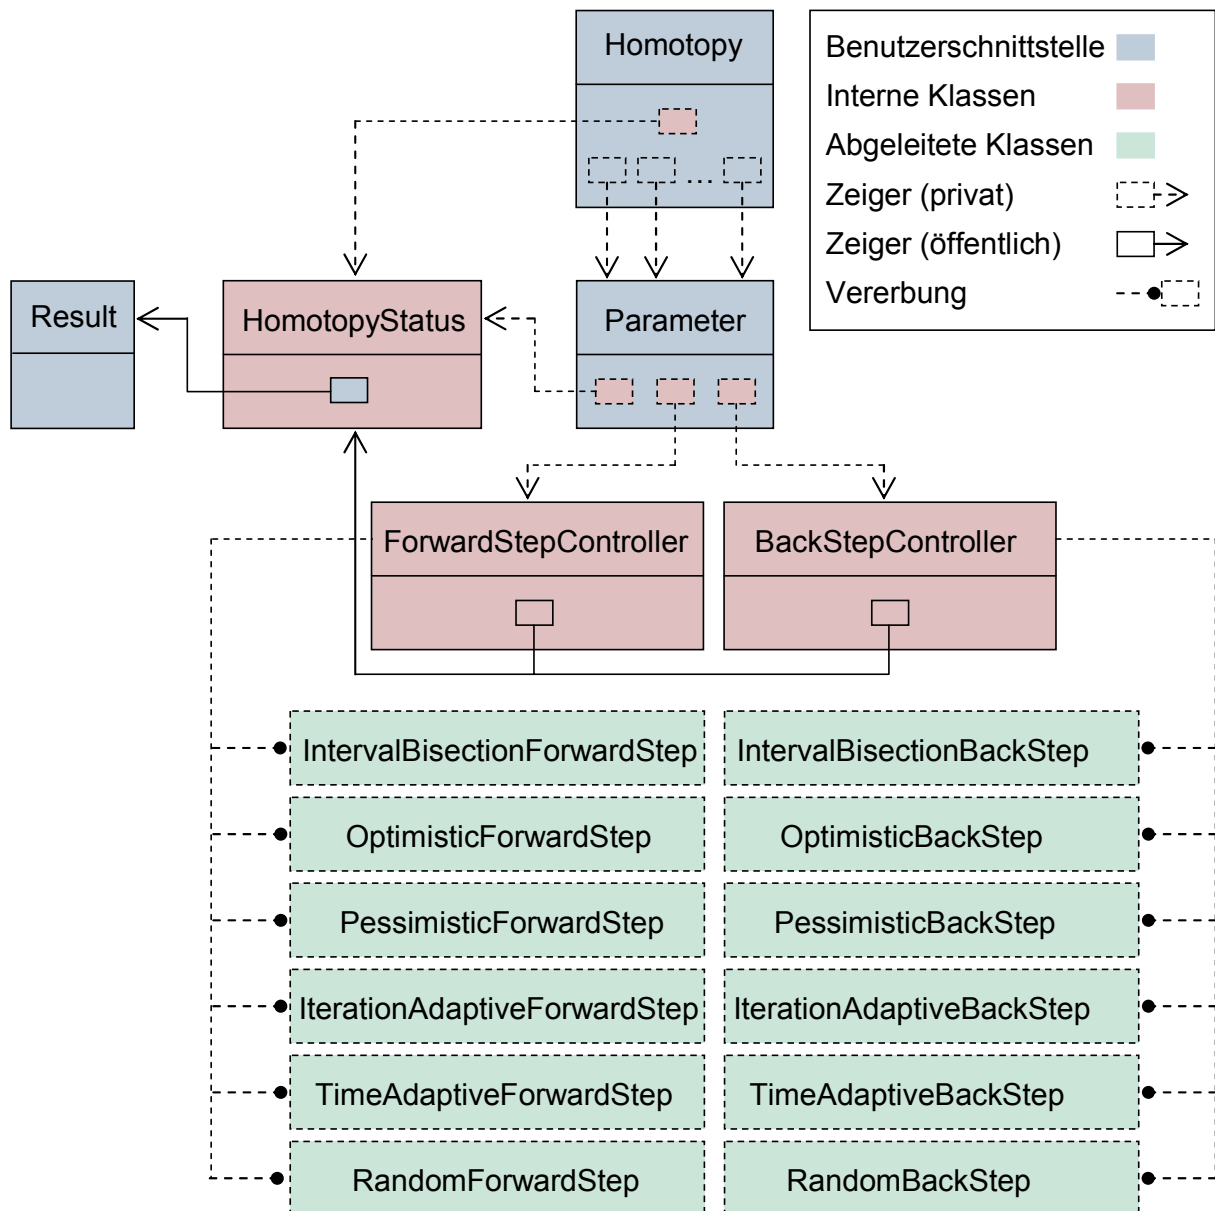 Homotopy
...
Benutzerschnittstelle
Interne Klassen
Abgeleitete Klassen
Zeiger (privat)
Zeiger (öffentlich)
Vererbung
Result
HomotopyStatus
Parameter
ForwardStepController
BackStepController
IntervalBisectionForwardStep
IntervalBisectionBackStep
OptimisticForwardStep
OptimisticBackStep
PessimisticForwardStep
PessimisticBackStep
IterationAdaptiveForwardStep
IterationAdaptiveBackStep
TimeAdaptiveForwardStep
TimeAdaptiveBackStep
RandomForwardStep
RandomBackStep